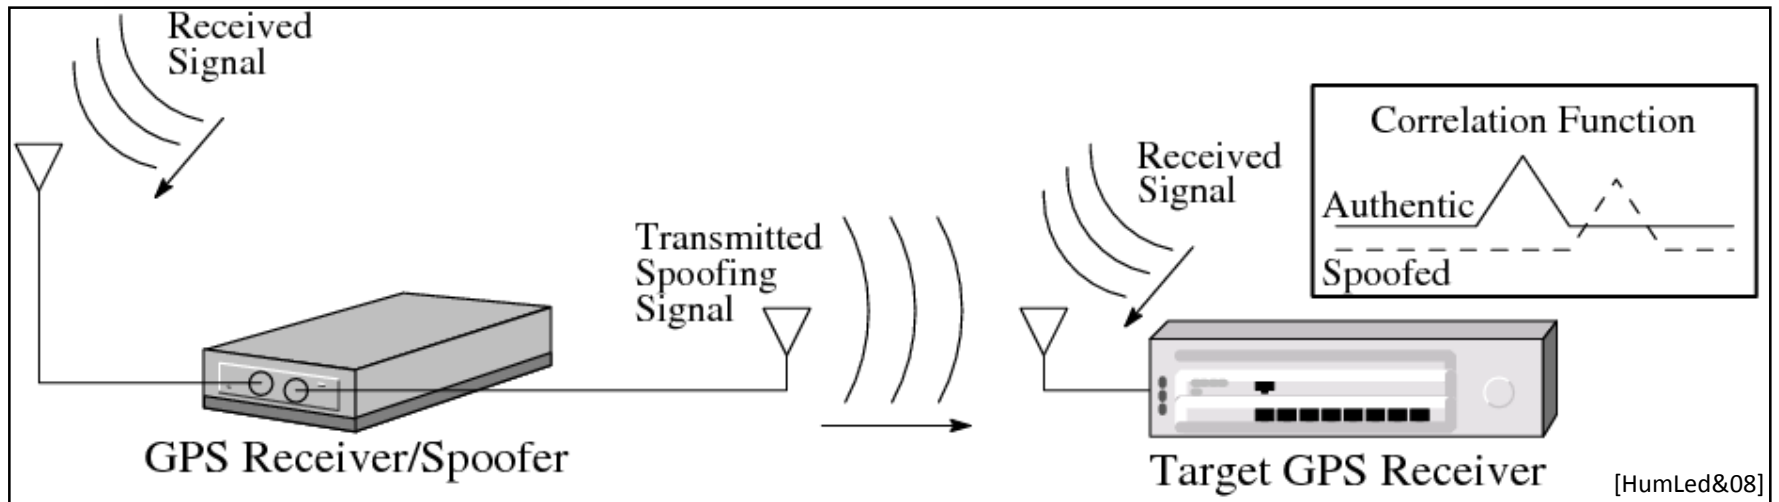 Received
Signal
Transmitted
Spoofing
Signal
Received
Signal
Correlation Function
Authentic
Spoofed
GPS Receiver/Spoofer
Target GPS Receiver
[HumLed&08]